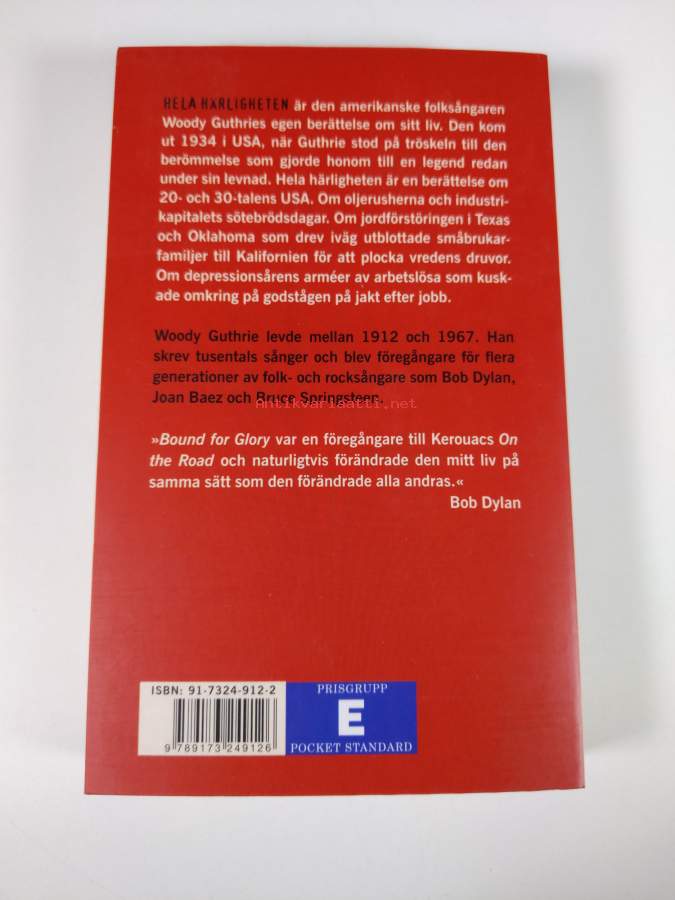 HELA HÄRLIGHETEN är den amerikanske folksångaren
Woody Guthries egen berättelse om sitt liv. Den kom
ut 1934 i USA, när Guthrie stod på tröskeln till den
berömmelse som gjorde honom till en legend redan
under sin levnad. Hela härligheten är en berättelse om
20- och 30-talens USA. Om oljerusherna och industri-
kapitalets sötebrödsdagar. Om jordförstöringen i Texas
och Oklahoma som drev iväg utblottade småbrukar-
familjer till Kalifornien för att plocka vredens druvor.
Om depressionsårens arméer av arbetslösa som kusk-
ade omkring på godstågen på jakt efter jobb.
Woody Guthrie levde mellan 1912 och 1967. Han
skrev tusentals sånger och blev föregångare för flera
generationer av folk- och rocksångare som Bob Dylan,
Joan Baez och Bruce Springsteen.
Antikvariaatti.net
»Bound for Glory var en föregångare till Kerouacs On
the Road och naturligtvis förändrade den mitt liv på
samma sätt som den förändrade alla andras.«
Bob Dylan
ISBN: 91-7324-912-2
9 789173 249126
PRISGRUPP
E
POCKET STANDARD